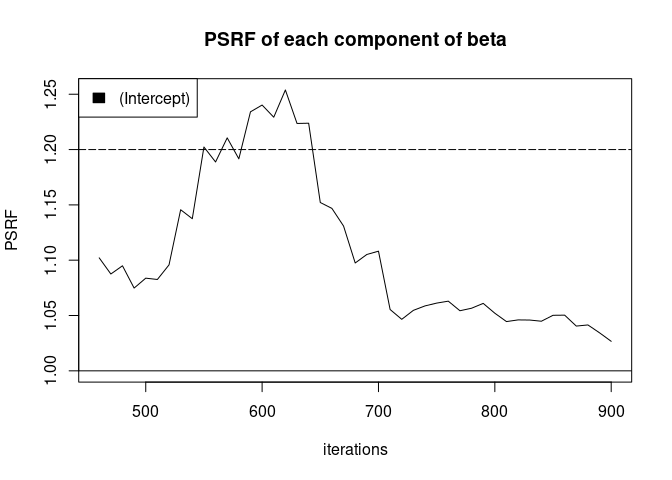 PSRF of each component of beta
(Intercept)
PSRF
1.25
1.20
1.15
1.10
1.05
1.00
500 600 700 800 900
iterations